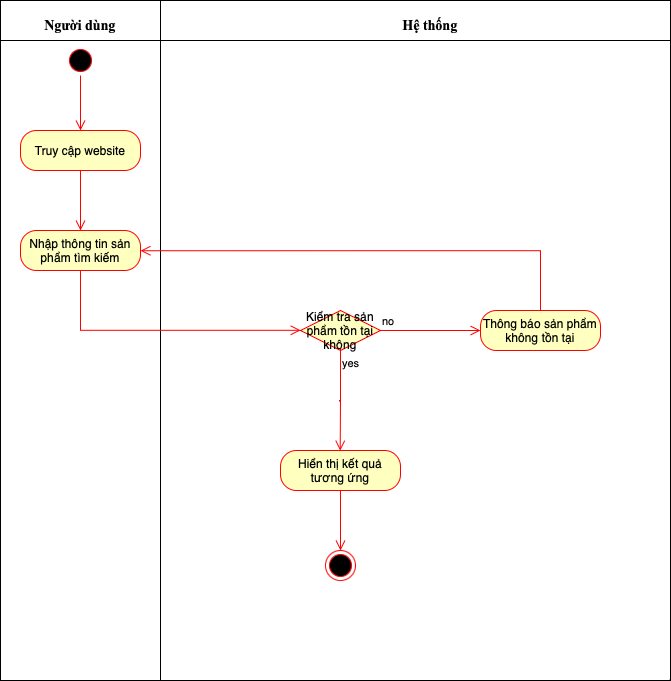 Người dùng
Hệ thống
Truy cập website
Nhập thông tin sản
phẩm tìm kiếm
Kiểm tra sản
phẩm tồn tại
không
no
Thông báo sản phẩm
không tồn tại
yes
Hiển thị kết quả
tương ứng